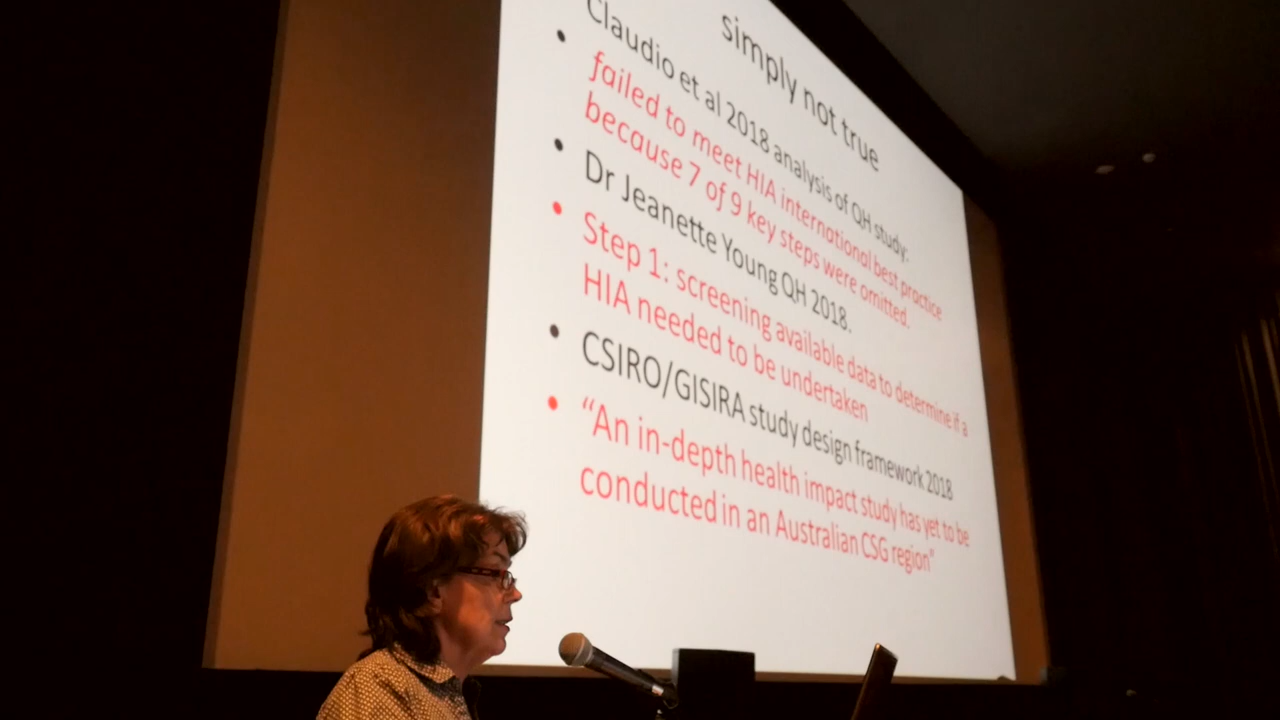 simply not true
Claudio et al 2018 analysis of QH study:
failed to meet HIA international best practice
because 7 of 9 key steps were omitted.
Dr Jeanette Young QH 2018.
Step 1: screening available data to determine if a
HIA needed to be undertaken
CSIRO/GISIRA study design framework 2018
“An in-depth health impact study has yet to be
conducted in an Australian CSG region”